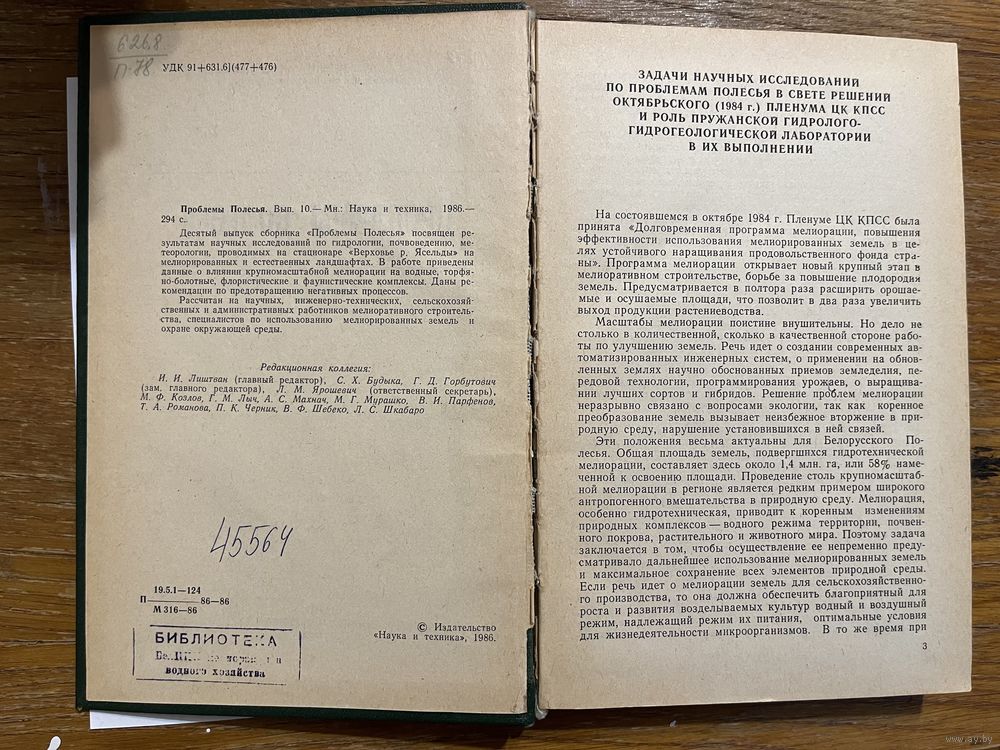 626.8
П-78
УДК 91+631.6](477+476)
Проблемы Полесья. Вып. 10.— Мн.: Наука и техника, 1986.—
294 с.
Десятый выпуск сборника «Проблемы Полесья» посвящен ре-
зультатам научных исследований по гидрологии, почвоведению, ме-
теорологии, проводимых на стационаре «Верховье р. Ясельды» на
мелиорированных и естественных ландшафтах. В работе приведены
данные о влиянии крупномасштабной мелиорации на водные, торфя-
но-болотные, флористические и фаунистические комплексы. Даны ре-
комендации по предотвращению негативных процессов.
Рассчитан на научных, инженерно-технических, сельскохозяй-
ственных и административных работников мелиоративного строитель-
ства, специалистов по использованию мелиорированных земель и
охране окружающей среды.
Редакционная коллегия:
И. И. Лиштван (главный редактор), С. Х. Будыка, Г. Д. Горбутович
(зам. главного редактора), Л. М. Ярошевич (ответственный секретарь),
М. Ф. Козлов, Г. М. Лыч, А. С. Махнач, М. Г. Мурашко, В. И. Парфенов,
Т. А. Романова, П. К. Черник, В. Ф. Шебеко, Л. С. Шкабаро
45564
19.5.1—124
П 86—86
М 316—86
© Издательство
«Наука и техника», 1986.
БИБЛИОТЕКА
водного хозяйства
ЗАДАЧИ НАУЧНЫХ ИССЛЕДОВАНИЙ
ПО ПРОБЛЕМАМ ПОЛЕСЬЯ В СВЕТЕ РЕШЕНИЙ
ОКТЯБРЬСКОГО (1984 г.) ПЛЕНУМА ЦК КПСС
И РОЛЬ ПРУЖАНСКОЙ ГИДРОЛОГО-
ГИДРОГЕОЛОГИЧЕСКОЙ ЛАБОРАТОРИИ
В ИХ ВЫПОЛНЕНИИ
На состоявшемся в октябре 1984 г. Пленуме ЦК КПСС была
принята «Долговременная программа мелиорации, повышения
эффективности использования мелиорированных земель в це-
лях устойчивого наращивания продовольственного фонда стра-
ны». Программа мелиорации открывает новый крупный этап в
мелиоративном строительстве, борьбе за повышение плодородия
земель. Предусматривается в полтора раза расширить орошае-
мые и осушаемые площади, что позволит в два раза увеличить
выход продукции растениеводства.
Масштабы мелиорации поистине внушительны. Но дело не
столько в количественной, сколько в качественной стороне рабо-
ты по улучшению земель. Речь идет о создании современных ав-
томатизированных инженерных систем, о применении на обнов-
ленных землях научно обоснованных приемов земледелия, пе-
редовой технологии, программирования урожаев, о выращива-
нии лучших сортов и гибридов. Решение проблем мелиорации
неразрывно связано с вопросами экологии, так как коренное
преобразование земель вызывает неизбежное вторжение в при-
родную среду, нарушение установившихся в ней связей.
Эти положения весьма актуальны для Белорусского По-
лесья. Общая площадь земель, подвергшихся гидротехнической
мелиорации, составляет здесь около 1,4 млн. га, или 58% наме-
ченной к освоению площади. Проведение столь крупномасштаб-
ной мелиорации в регионе является редким примером широкого
антропогенного вмешательства в природную среду. Мелиорация,
особенно гидротехническая, приводит к коренным изменениям
природных комплексов — водного режима территории, почвен-
ного покрова, растительного и животного мира. Поэтому задача
заключается в том, чтобы осуществление ее непременно преду-
сматривало дальнейшее использование мелиорированных земель
и максимальное сохранение всех элементов природной среды.
Если речь идет о мелиорации земель для сельскохозяйственно-
го производства, то она должна обеспечить благоприятный для
роста и развития возделываемых культур водный и воздушный
режим, надлежащий режим их питания, оптимальные условия
для жизнедеятельности микроорганизмов. В то же время при
3
www.ay.by